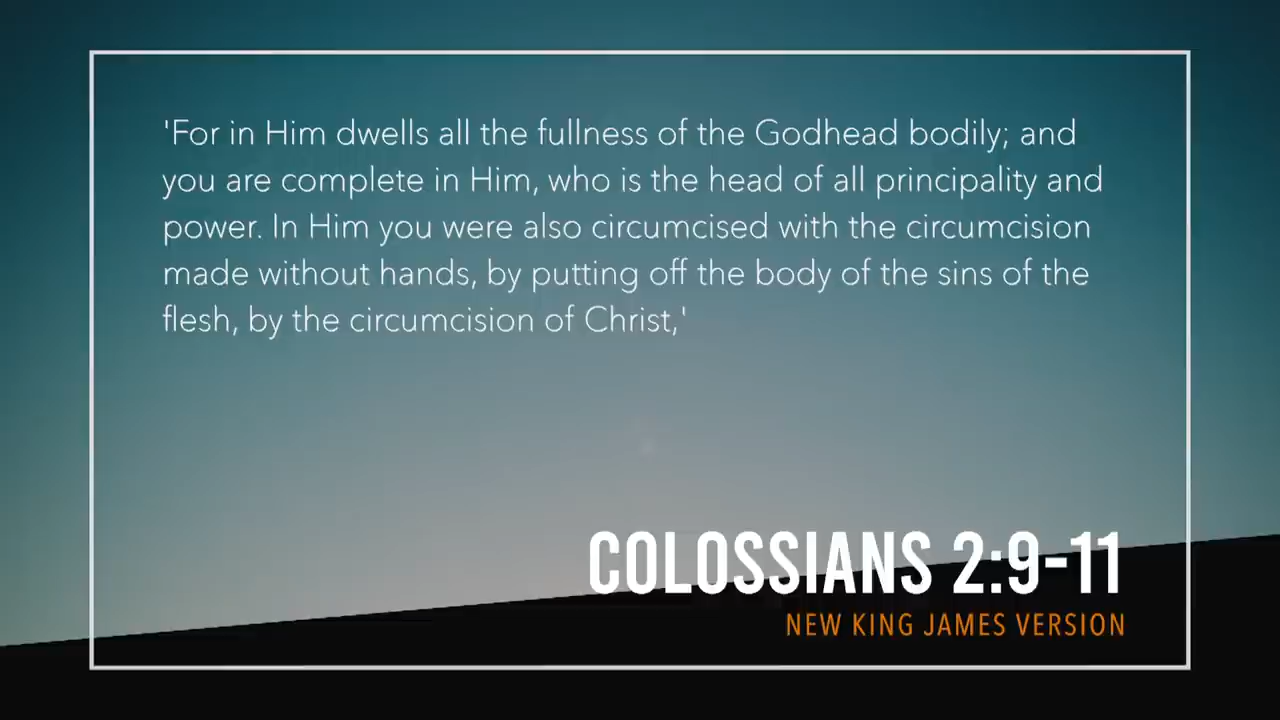 'For in Him dwells all the fullness of the Godhead bodily; and
you are complete in Him, who is the head of all principality and
power. In Him you were also circumcised with the circumcision
made without hands, by putting off the body of the sins of the
flesh, by the circumcision of Christ,'
COLOSSIANS 2:9-11
NEW KING JAMES VERSION